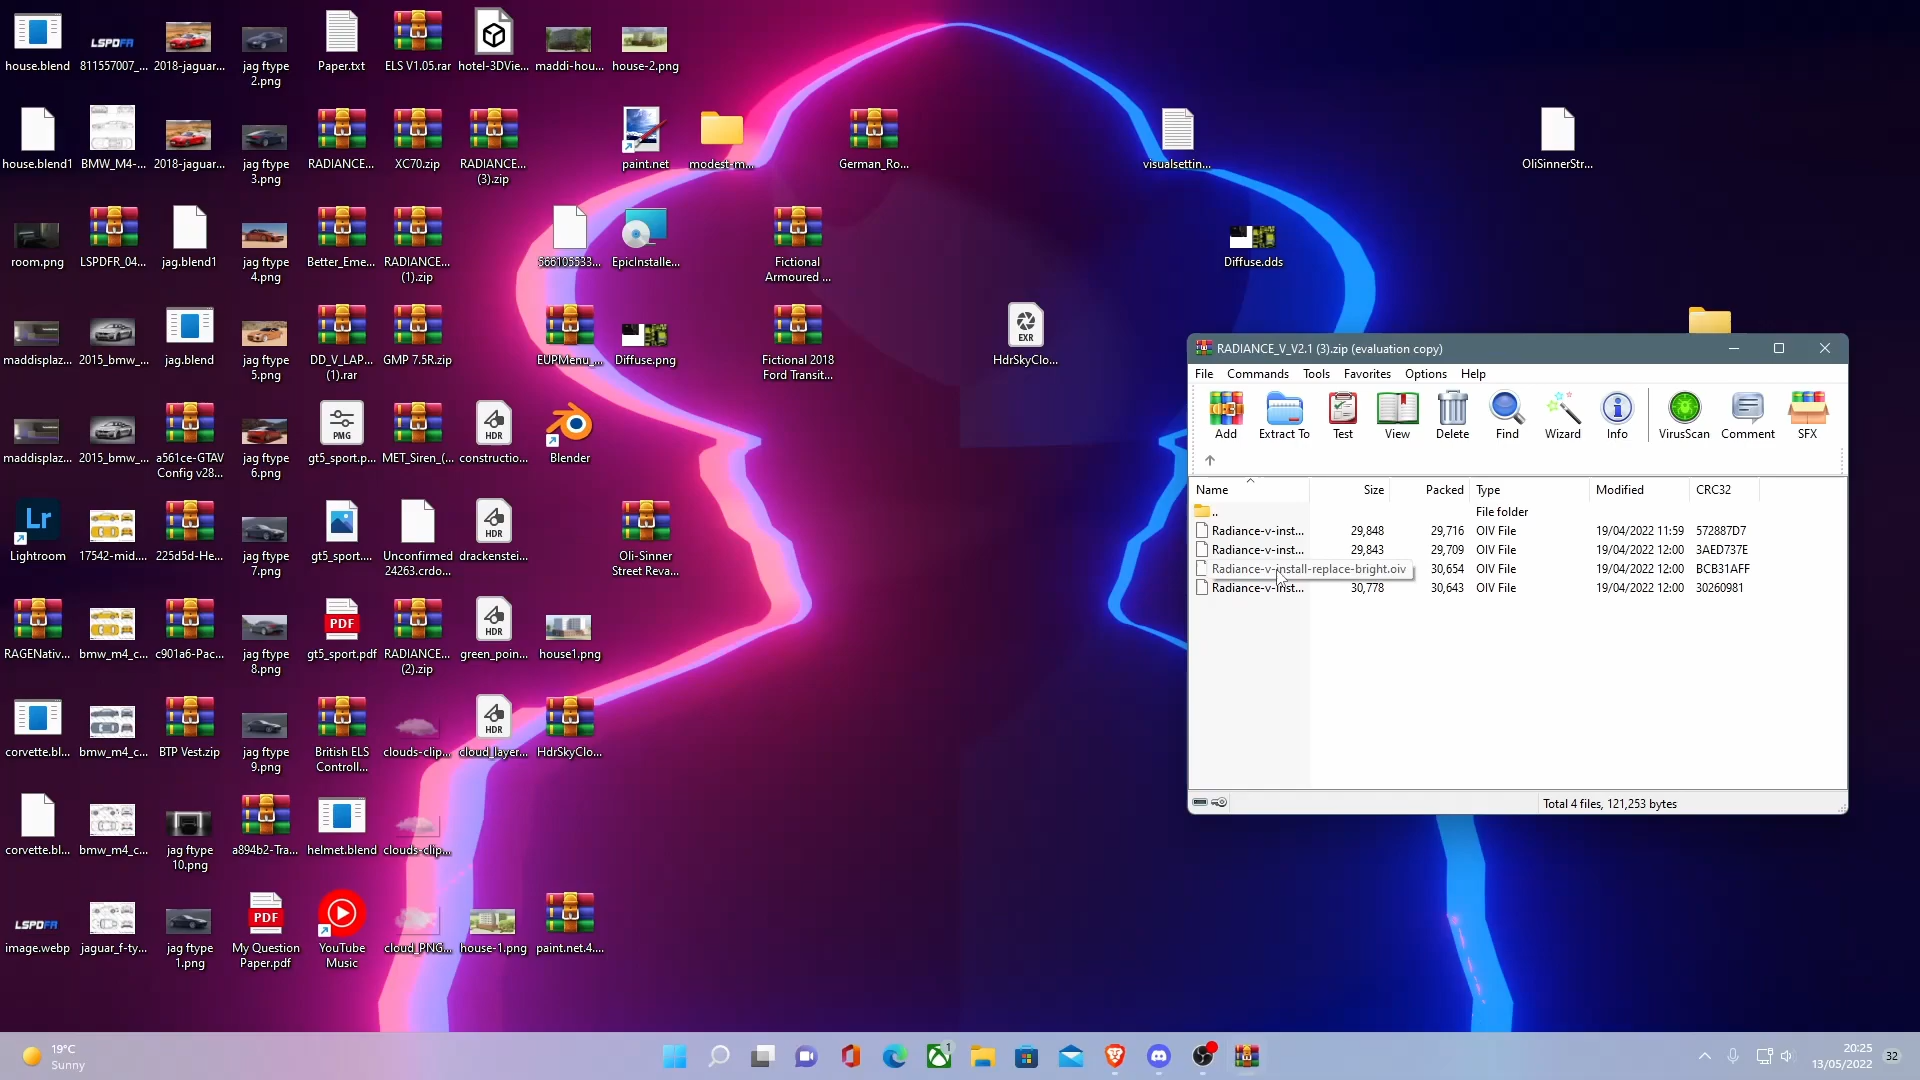 house.blend
811557007_...
2018-jaguar...
jag ftype
2.png
Paper.txt
ELS V1.05.rar
hotel-3DVie...
maddi-hou...
house-2.png
house.blend1
BMW_M4-...
2018-jaguar...
jag ftype
3.png
RADIANCE...
XC70.zip
RADIANCE...
(3).zip
paint.net
modest-m...
German_Ro...
visualsettin...
OliSinnerStr...
room.png
LSPDFR_04...
jag.blend1
jag ftype
4.png
Better_Eme...
RADIANCE...
(1).zip
566105533...
EpicInstalle...
Fictional
Armoured ...
Diffuse.dds
maddisplaz...
2015_bmw_...
jag.blend
jag ftype
5.png
DD_V_LAP...
(1).rar
GMP 7.5R.zip
EUPMenu_...
Diffuse.png
Fictional 2018
Ford Transit...
EXR
HdrSkyClo...
maddisplaz...
2015_bmw_...
a561ce-GTAV
Config v28...
jag ftype
6.png
PMG
gt5_sport.p...
MET_Siren_(...
HDR
constructio...
Blender
Lr
Lightroom
17542-mid....
225d5d-He...
jag ftype
7.png
gt5_sport....
Unconfirmed
24263.crdo...
HDR
drackenstei...
Oli-Sinner
Street Reva...
RAGENativ...
bmw_m4_c...
c901a6-Pac...
jag ftype
8.png
PDF
gt5_sport.pdf
RADIANCE...
(2).zip
HDR
green_poin...
house1.png
corvette.bl...
bmw_m4_c...
BTP Vest.zip
jag ftype
9.png
British ELS
Controll...
clouds-clip...
HDR
cloud_layer...
HdrSkyClo...
corvette.bl...
bmw_m4_c...
jag ftype
10.png
a894b2-Tra...
helmet.blend
clouds-clip...
LSPDFR
image.webp
jaguar_f-ty...
jag ftype
1.png
PDF
My Question
Paper.pdf
YouTube
Music
cloud_PNG...
house-1.png
paint.net.4....
RADIANCE_V_V2.1 (3).zip (evaluation copy)
File Commands Tools Favorites Options Help
Add Extract To Test View Delete Find Wizard Info VirusScan Comment SFX
Name Size Packed Type Modified CRC32
.. File folder
Radiance-v-inst... 29,848 29,716 OIV File 19/04/2022 11:59 572887D7
Radiance-v-inst... 29,843 29,709 OIV File 19/04/2022 12:00 3AED737E
Radiance-v-install-replace-bright.oiv 30,654 OIV File 19/04/2022 12:00 BCB31AFF
Radiance-v-inst... 30,778 30,643 OIV File 19/04/2022 12:00 30260981
Total 4 files, 121,253 bytes
19°C
Sunny
1
20:25
13/05/2022
32